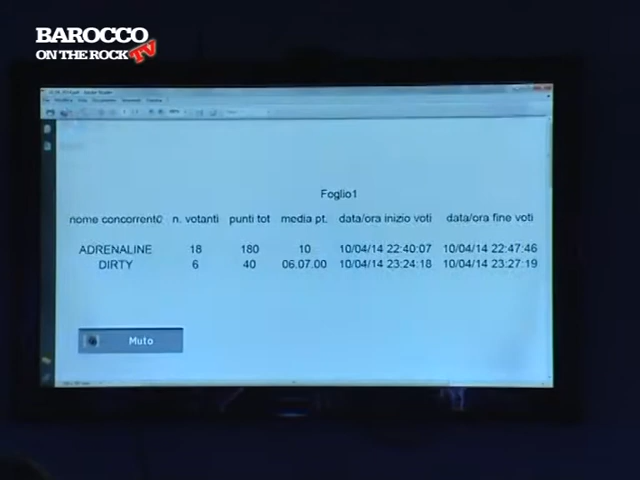 BAROCCO
ON THE ROCK TV
Foglio1
nome concorrente n. votanti punti tot media pt. data/ora inizio voti data/ora fine voti
ADRENALINE 18 180 10 10/04/14 22:40:07 10/04/14 22:47:46
DIRTY 6 40 06.07.00 10/04/14 23:24:18 10/04/14 23:27:19
Muto